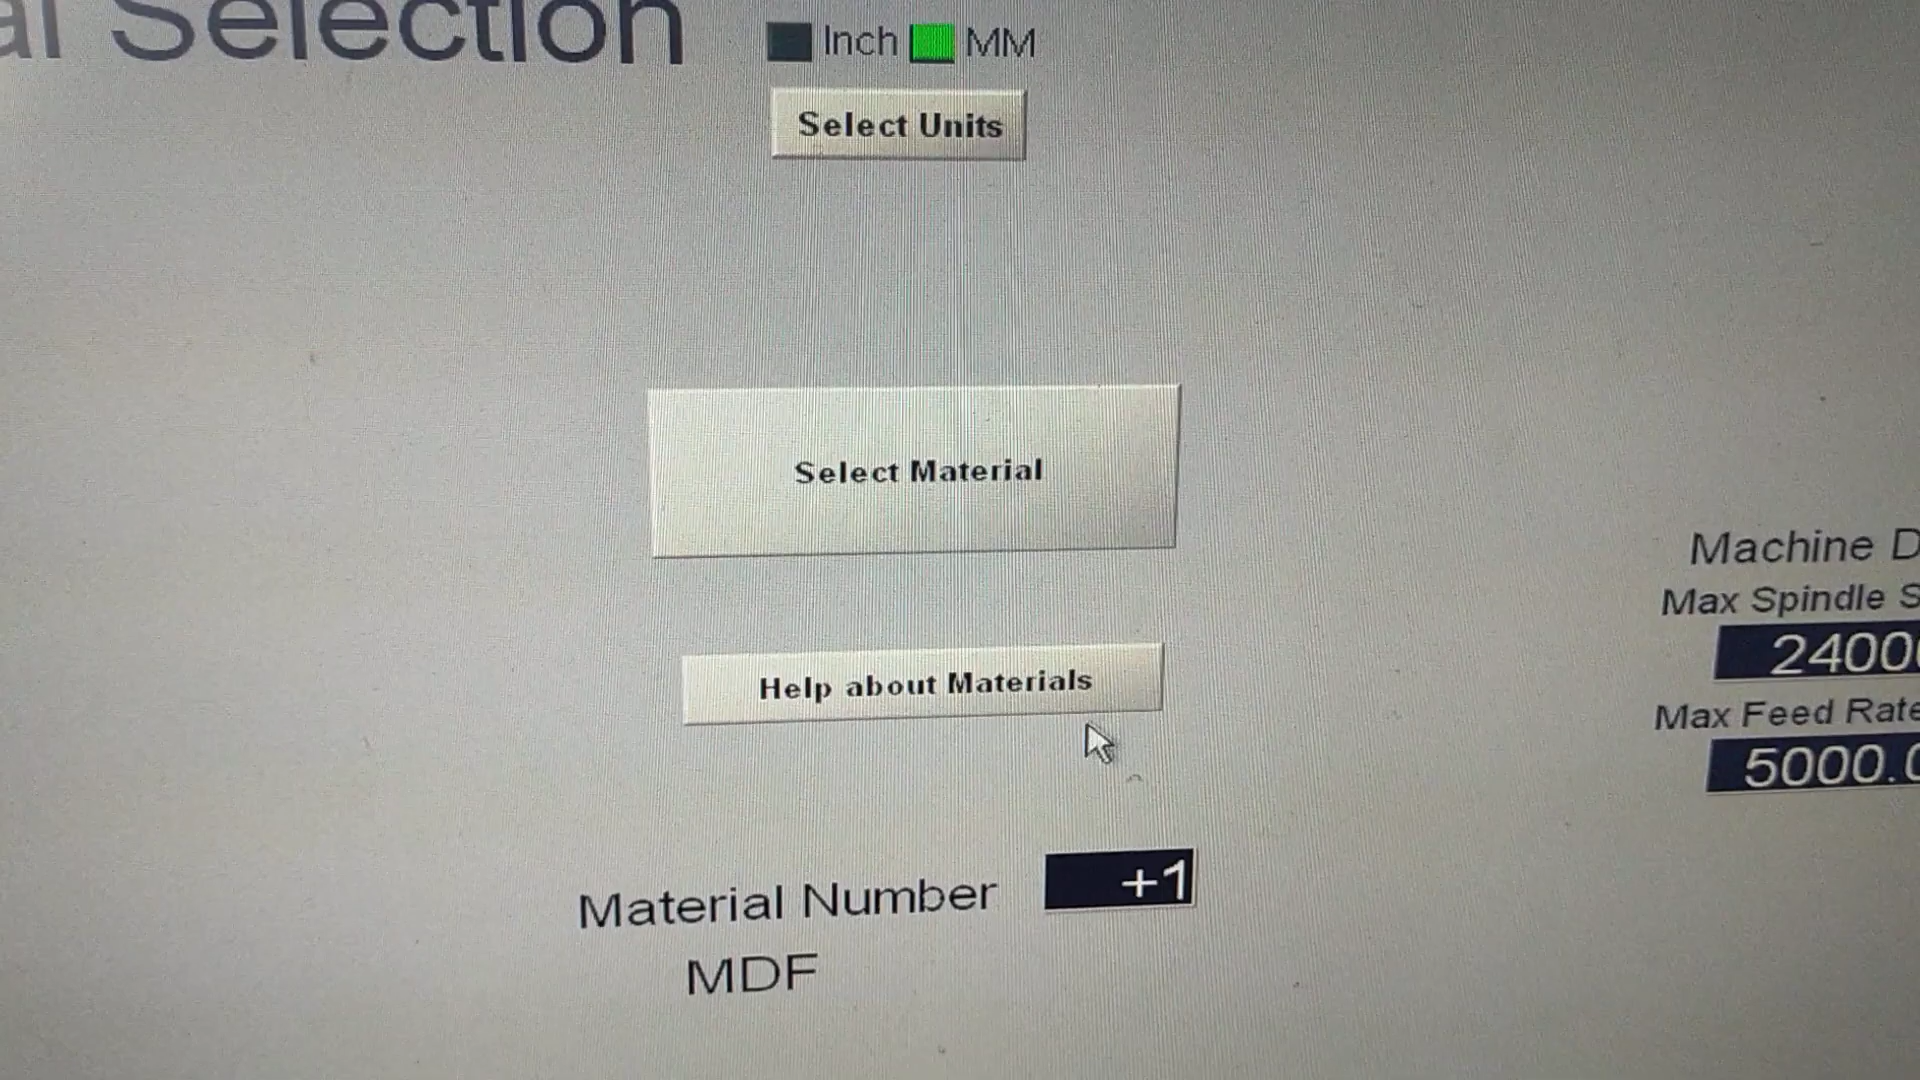 Selection
Inch MM
Select Units
Select Material
Help about Materials
Machine
Max Spindle
Max Feed Rate
Material Number +1
MDF